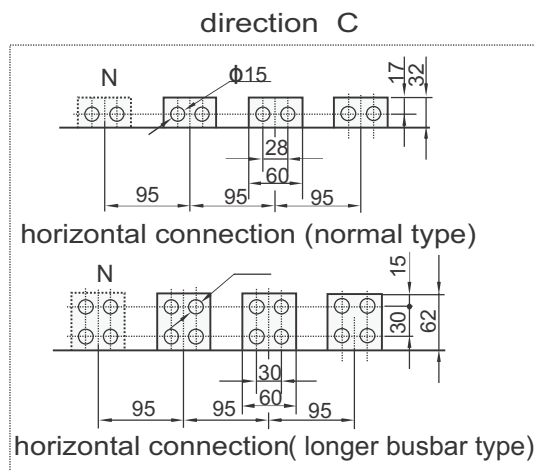 direction C
N
ϕ15
17
32
28
60
95
95
95
horizontal connection (normal type)
N
15
30
62
30
60
95
95
95
horizontal connection( longer busbar type)